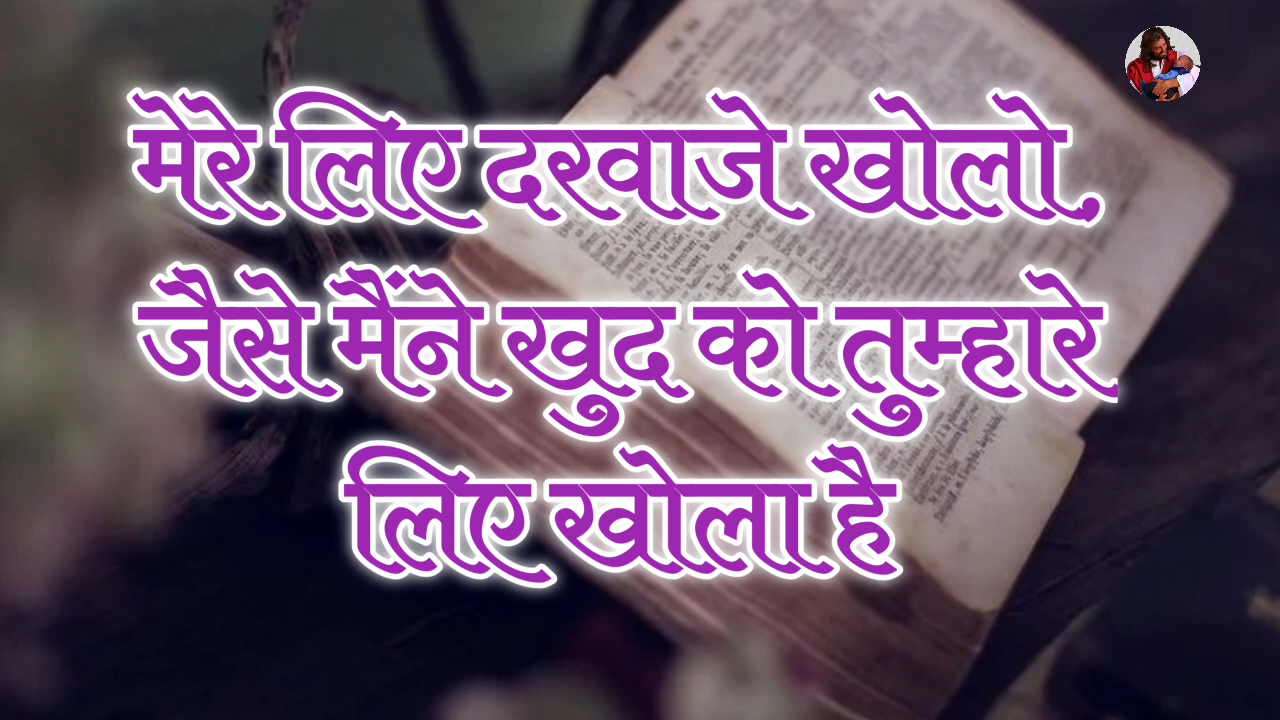 मेरे लिए दरवाजे खोलो,
जैसे मैंने खुद को तुम्हारे
लिए खोला है